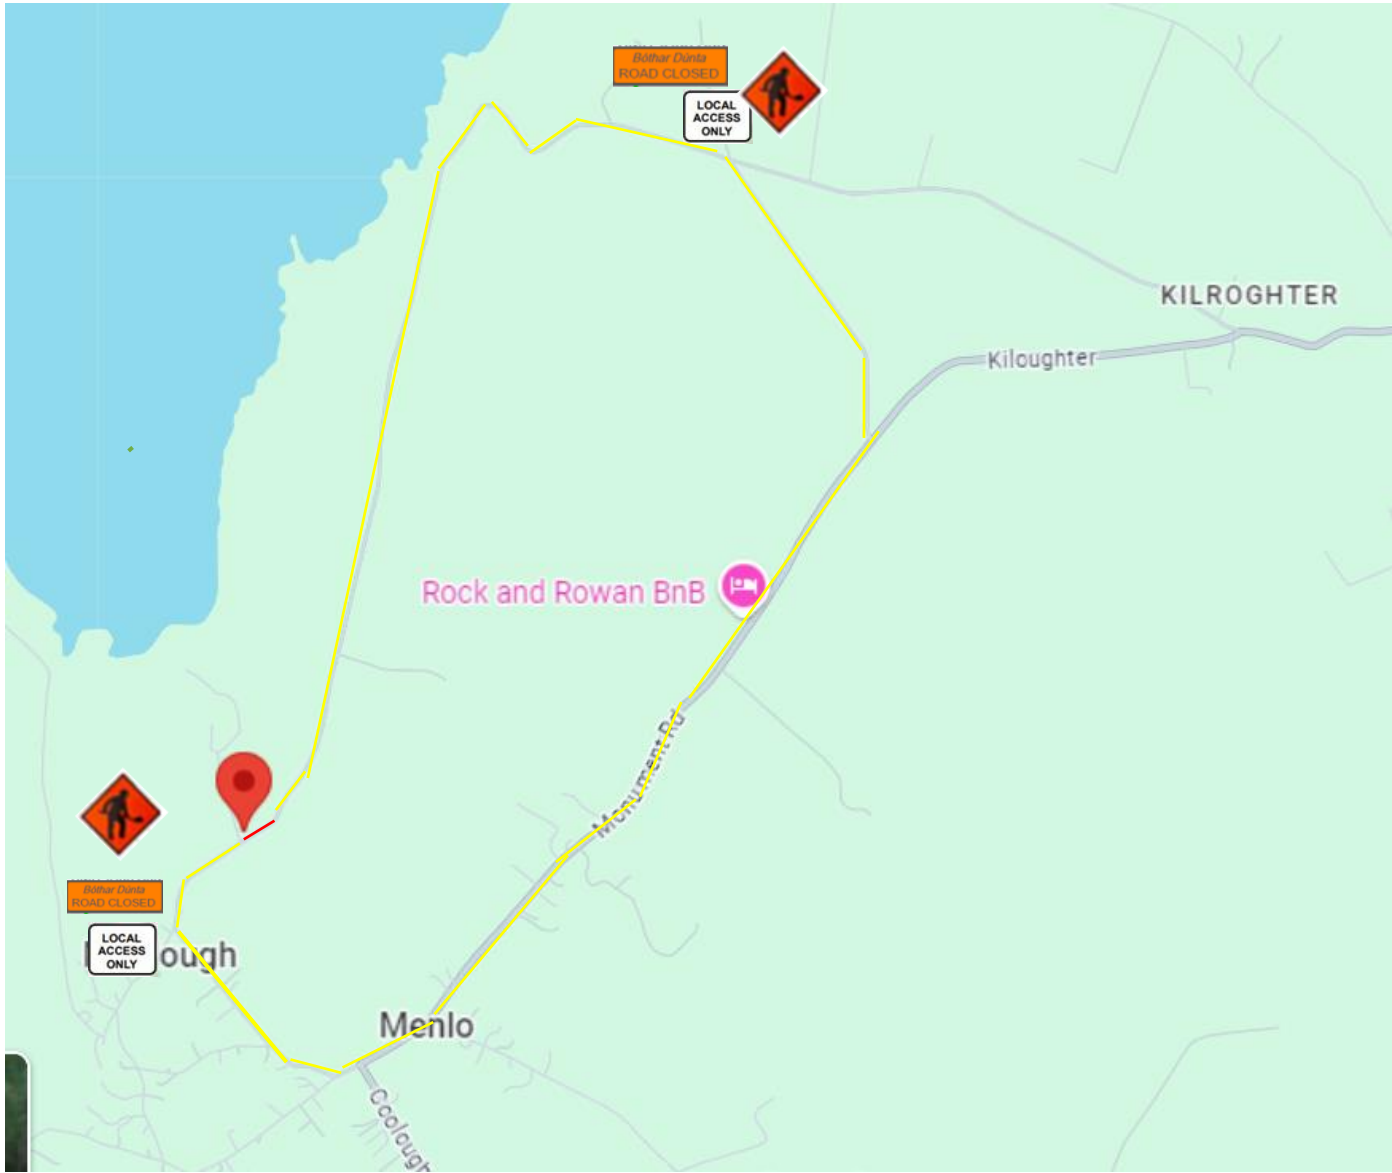 Bóthar Dúnta
ROAD CLOSED
LOCAL
ACCESS
ONLY
KILROGHTER
Kiloughter
Rock and Rowan BnB
Monument Rd
Bóthar Dúnta
ROAD CLOSED
LOCAL
ACCESS
ONLY
ough
Menlo
Coolough